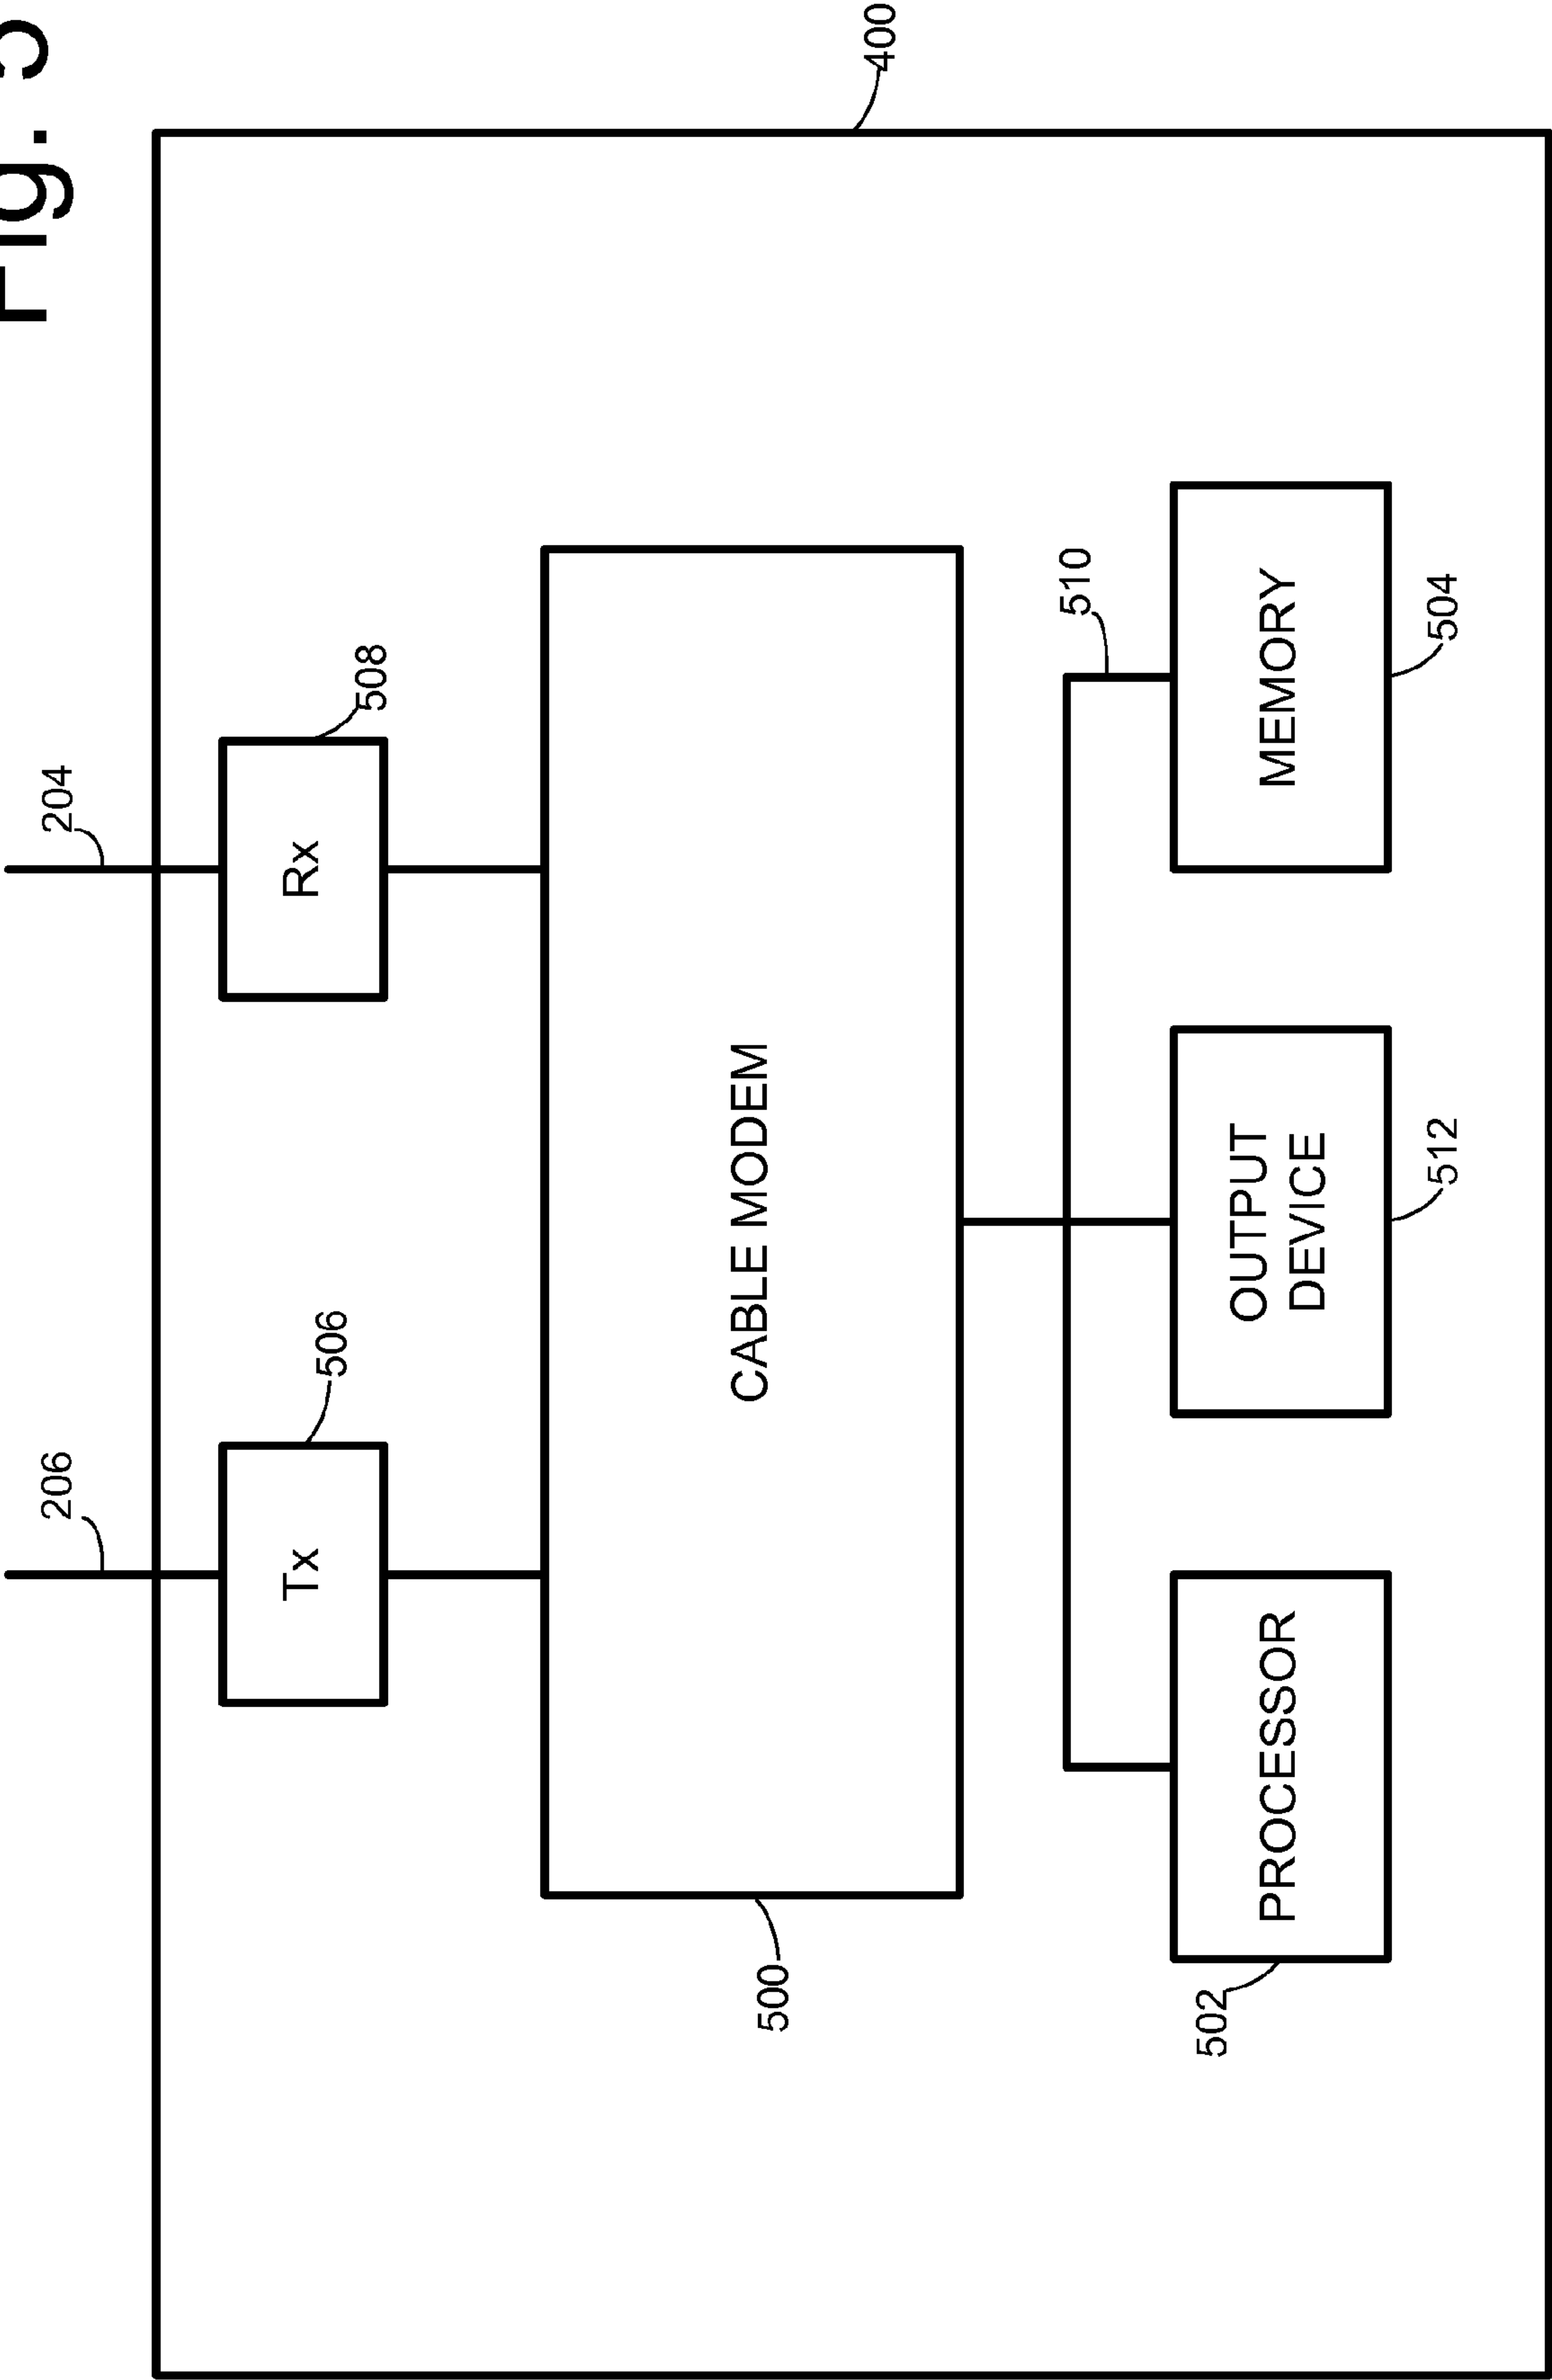 Fig. 5
206
204
Tx
506
Rx
508
CABLE MODEM
500
400
510
PROCESSOR
502
OUTPUT
DEVICE
512
MEMORY
504